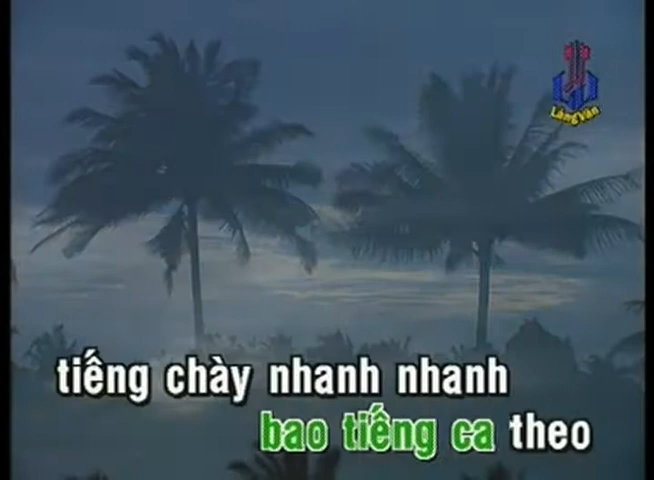 Làng Văn
tiếng chày nhanh nhanh
bao tiếng ca theo